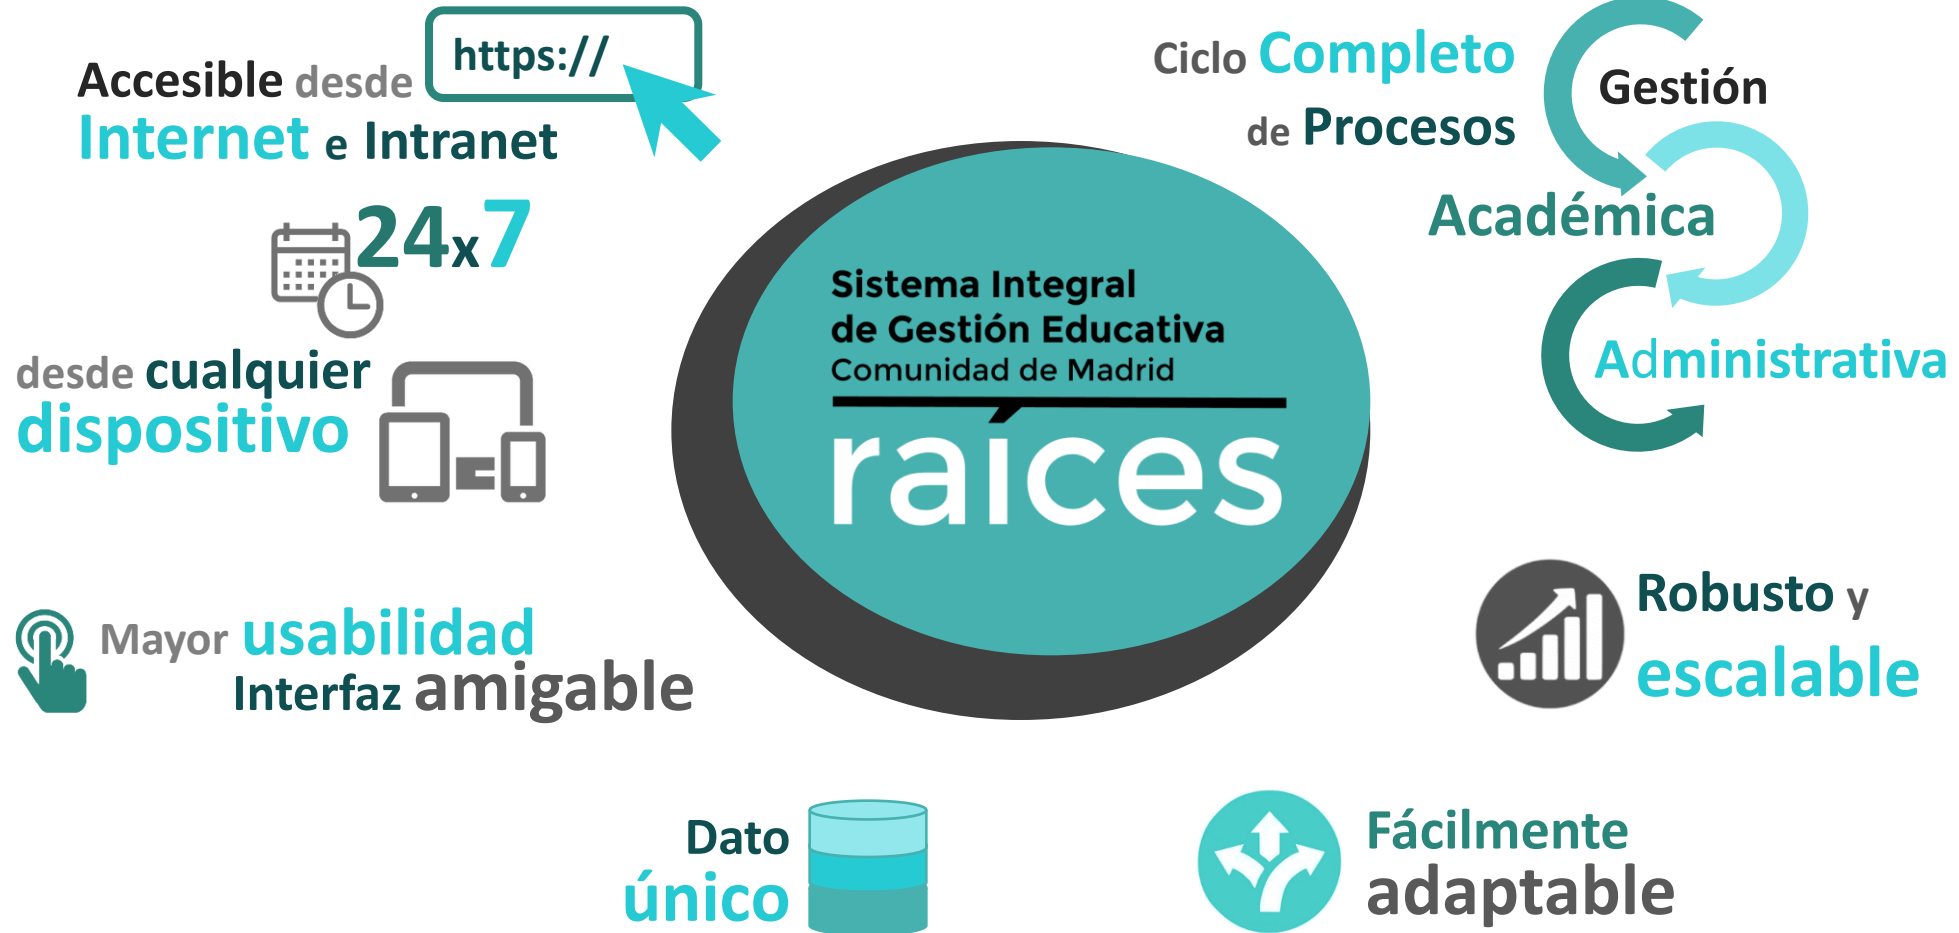 https://
Accesible desde
Internet e Intranet
24x7
desde cualquier
dispositivo
Mayor usabilidad
Interfaz amigable
Sistema Integral
de Gestión Educativa
Comunidad de Madrid
raíces
Ciclo Completo
de Procesos
Gestión
Académica
Administrativa
Robusto y
escalable
Dato
único
Fácilmente
adaptable